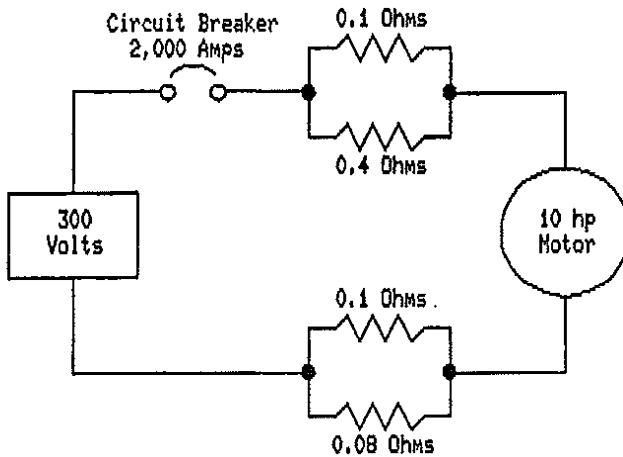 Circuit Breaker
2,000 Amps
0.1 Ohms
0.4 Ohms
300
Volts
10 hp
Motor
0.1 Ohms
0.08 Ohms